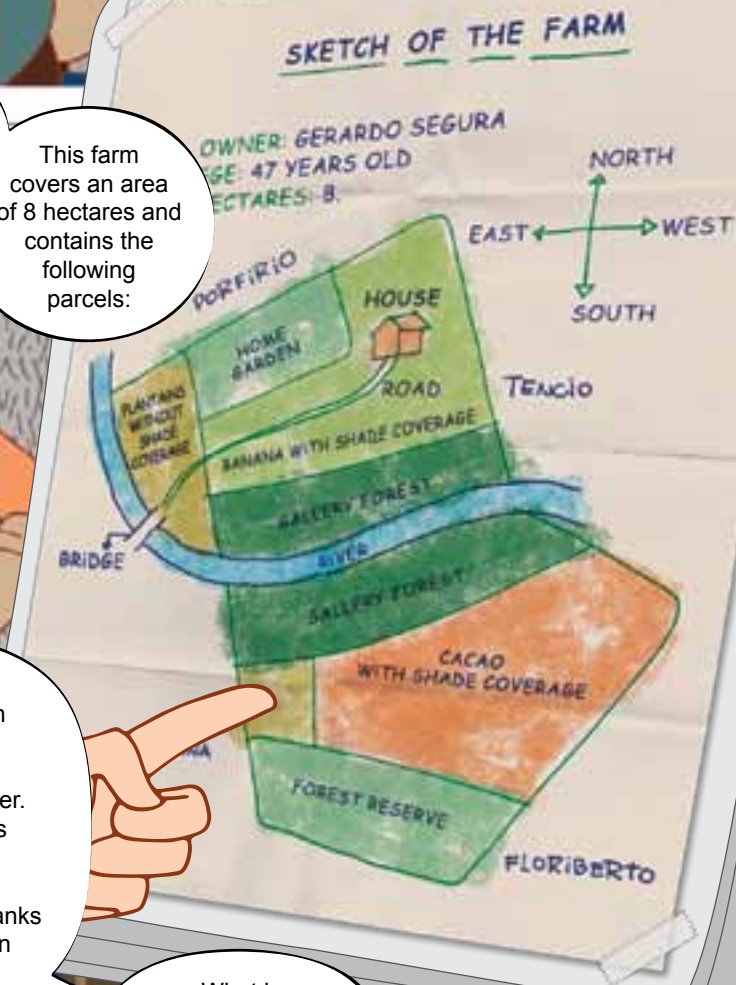 SKETCH OF THE FARM
OWNER: GERARDO SEGURA
GE: 47 YEARS OLD
ECTARES: 8.
This farm
covers an area
of 8 hectares and
contains the
following
parcels:
NORTH
EAST
WEST
SOUTH
PORFIRIO
HOUSE
HOME
GARDEN
PLANTAINS
WITHOUT
SHADE
COVERAGE
ROAD
TENCIO
BANANA WITH SHADE COVERAGE
GALLERY FOREST
BRIDGE
RIVER
GALLERY FOREST
CACAO
WITH SHADE COVERAGE
NA
FOREST RESERVE
FLORIBERTO
er.
s
anks
n
What is